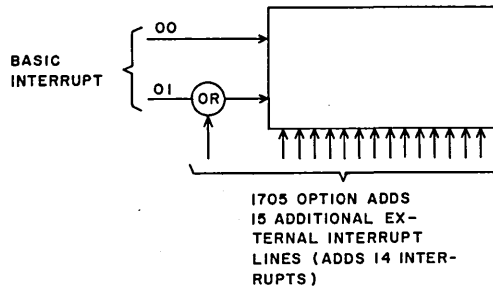 00
BASIC
INTERRUPT
01
OR
1705 OPTION ADDS
15 ADDITIONAL EX-
TERNAL INTERRUPT
LINES (ADDS 14 INTER-
RUPTS)